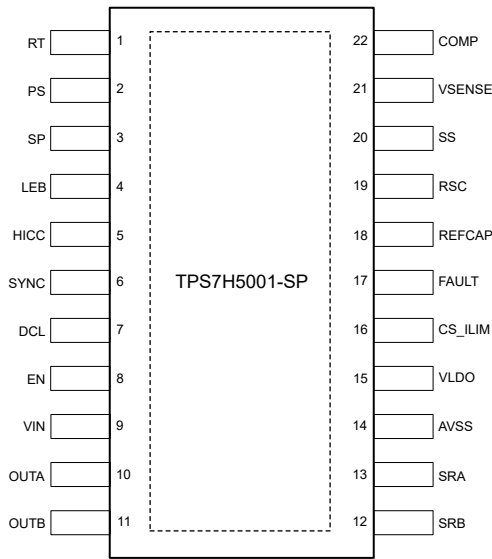 RT 1 22 COMP
PS 2 21 VSENSE
SP 3 20 SS
LEB 4 19 RSC
HICC 5 18 REFCAP
SYNC 6 TPS7H5001-SP 17 FAULT
DCL 7 16 CS_ILIM
EN 8 15 VLDO
VIN 9 14 AVSS
OUTA 10 13 SRA
OUTB 11 12 SRB